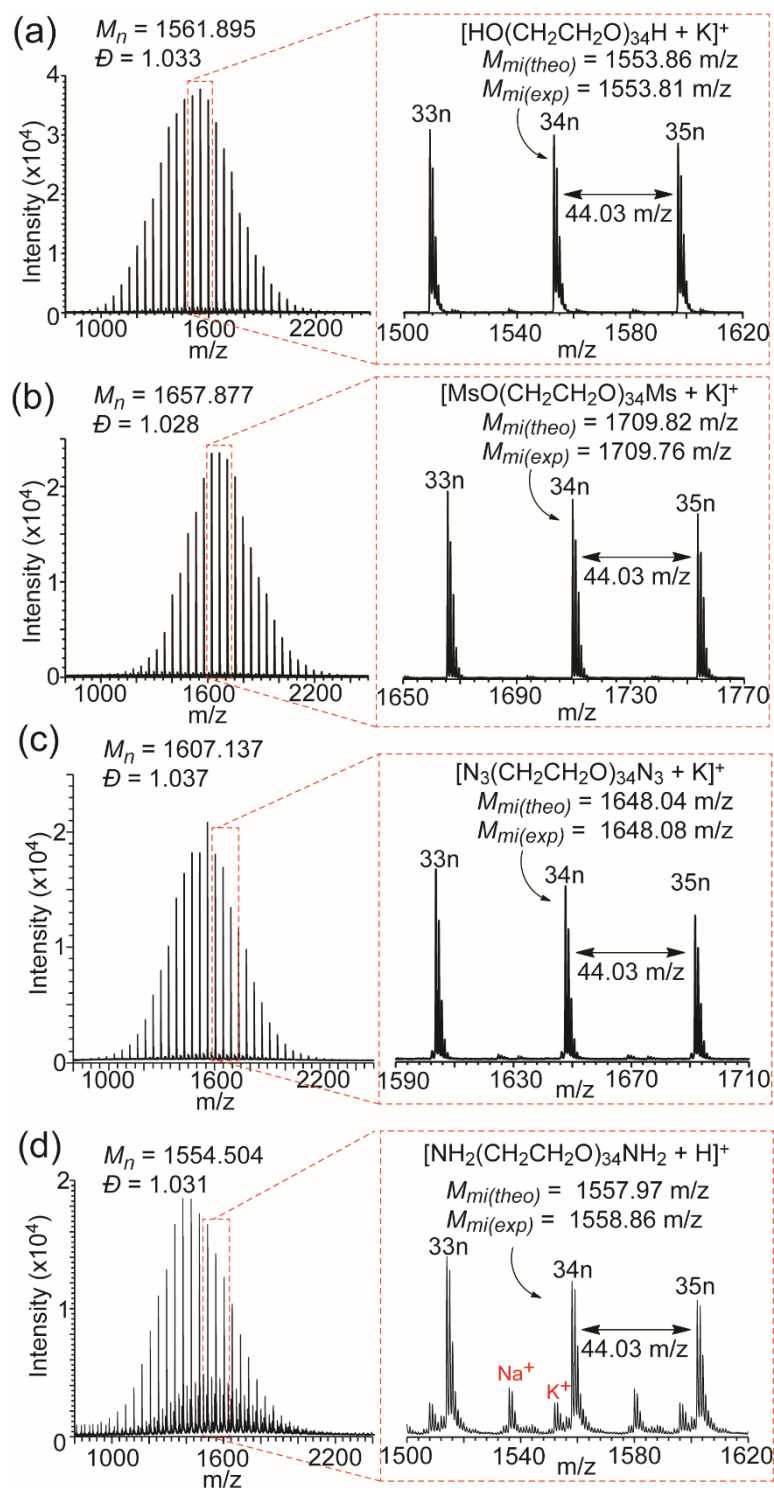 (a)
Mn = 1561.895
Đ = 1.033
Intensity (x10⁴)
4
3
2
1
0
1000 1600 2200
m/z
[HO(CH₂CH₂O)₃₄H + K]⁺
Mmi(theo) = 1553.86 m/z
Mmi(exp) = 1553.81 m/z
33n 34n 35n
44.03 m/z
1500 1540 1580 1620
m/z
(b)
Mn = 1657.877
Đ = 1.028
Intensity (x10⁴)
2
1
0
1000 1600 2200
m/z
[MsO(CH₂CH₂O)₃₄Ms + K]⁺
Mmi(theo) = 1709.82 m/z
Mmi(exp) = 1709.76 m/z
33n 34n 35n
44.03 m/z
1650 1690 1730 1770
m/z
(c)
Mn = 1607.137
Đ = 1.037
Intensity (x10⁴)
2
1
0
1000 1600 2200
m/z
[N₃(CH₂CH₂O)₃₄N₃ + K]⁺
Mmi(theo) = 1648.04 m/z
Mmi(exp) = 1648.08 m/z
33n 34n 35n
44.03 m/z
1590 1630 1670 1710
m/z
(d)
Mn = 1554.504
Đ = 1.031
Intensity (x10⁴)
2
1
0
1000 1600 2200
m/z
[NH₂(CH₂CH₂O)₃₄NH₂ + H]⁺
Mmi(theo) = 1557.97 m/z
Mmi(exp) = 1558.86 m/z
33n 34n 35n
44.03 m/z
Na⁺
K⁺
1500 1540 1580 1620
m/z